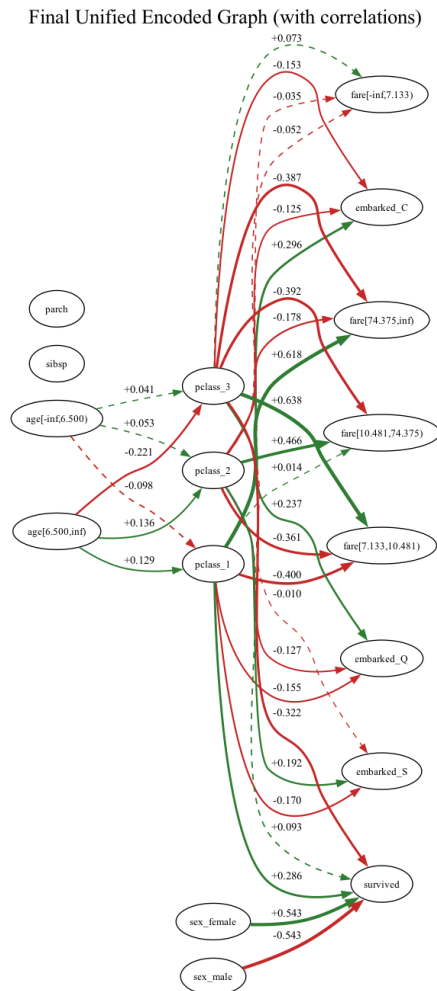 Final Unified Encoded Graph (with correlations)
+0.073
-0.153
-0.035
fare[-inf,7.133)
-0.052
-0.387
-0.125
embarked_C
+0.296
-0.392
parch
-0.178
fare[74.375,inf)
+0.618
sibsp
pclass_3
+0.041
+0.638
age[-inf,6.500)
+0.053
-0.221
+0.466
fare[10.481,74.375)
+0.014
pclass_2
-0.098
+0.237
+0.136
age[6.500,inf)
-0.361
fare[7.133,10.481)
+0.129
pclass_1
-0.400
-0.010
-0.127
embarked_Q
-0.155
-0.322
+0.192
embarked_S
-0.170
+0.093
+0.286
survived
sex_female
+0.543
-0.543
sex_male